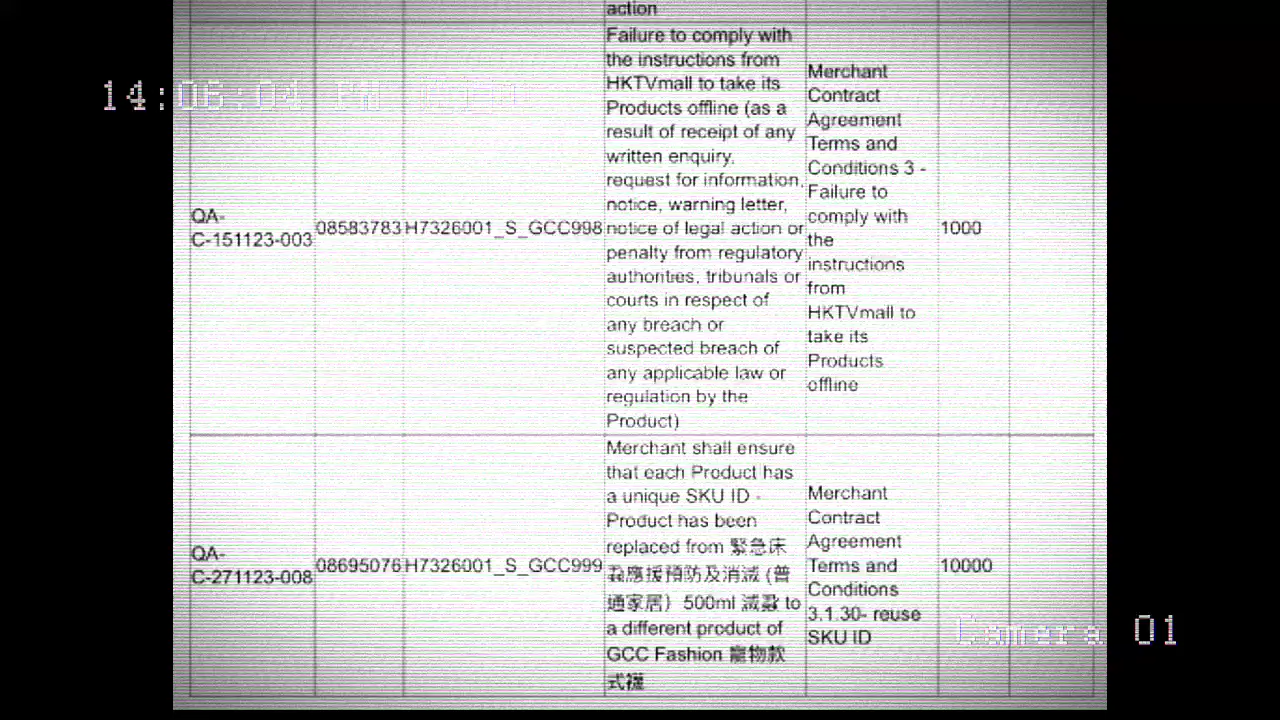 action
Failure to comply with
the instructions from
HKTVmall to take its
Products offline (as a
result of receipt of any
written enquiry,
request for information,
notice, warning letter,
notice of legal action or
penalty from regulatory
authorities, tribunals or
courts in respect of
any breach or
suspected breach of
any applicable law or
regulation by the
Product)
Merchant
Contract
Agreement
Terms and
Conditions 3 -
Failure to
comply with
the
instructions
from
HKTVmall to
take its
Products
offline
QA-
C-151123-003
08583783
H7326001_S_GCC998
1000
14:
QA-
C-271123-008
08695076
H7326001_S_GCC999
Merchant shall ensure
that each Product has
a unique SKU ID -
Product has been
replaced from 緊急床
蝨應援預防及消滅 (普
通家居) 500ml 滅蝨 to
a different product of
GCC Fashion 寵物款
式襪
Merchant
Contract
Agreement
Terms and
Conditions
3.1.30- reuse
SKU ID
10000
Camera 01